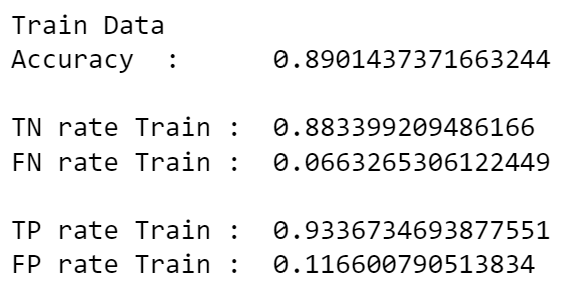 Train Data
Accuracy  :      0.8901437371663244
TN rate Train :  0.883399209486166
FN rate Train :  0.0663265306122449
TP rate Train :  0.9336734693877551
FP rate Train :  0.116600790513834